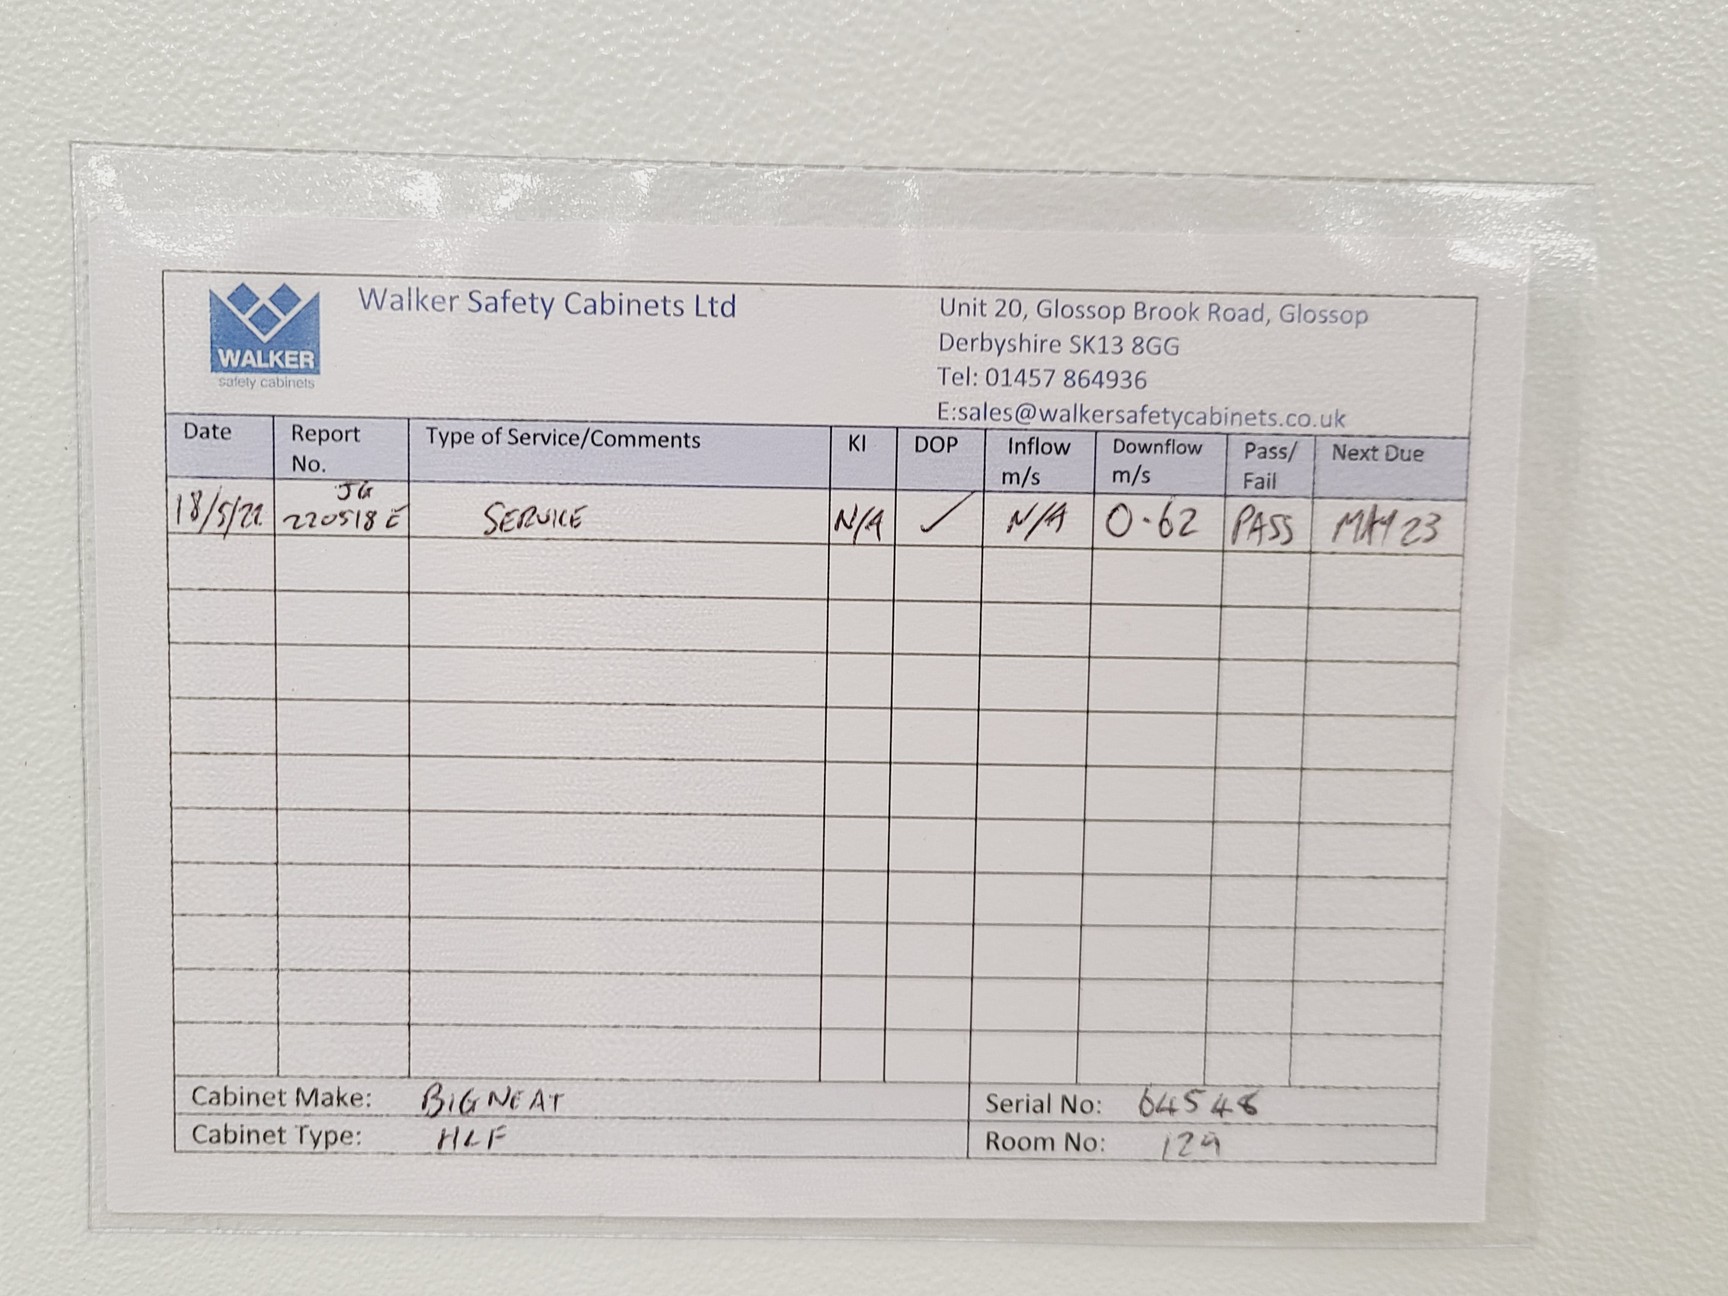 WALKER
safety cabinets
Walker Safety Cabinets Ltd
Unit 20, Glossop Brook Road, Glossop
Derbyshire SK13 8GG
Tel: 01457 864936
E:sales@walkersafetycabinets.co.uk
Date Report No. Type of Service/Comments KI DOP Inflow m/s Downflow m/s Pass/ Fail Next Due
18/5/22 JG 220518 E SERVICE N/A ✓ N/A 0.62 PASS MAY 23
Cabinet Make: BIGNEAT Serial No: 64548
Cabinet Type: HLF Room No: 129